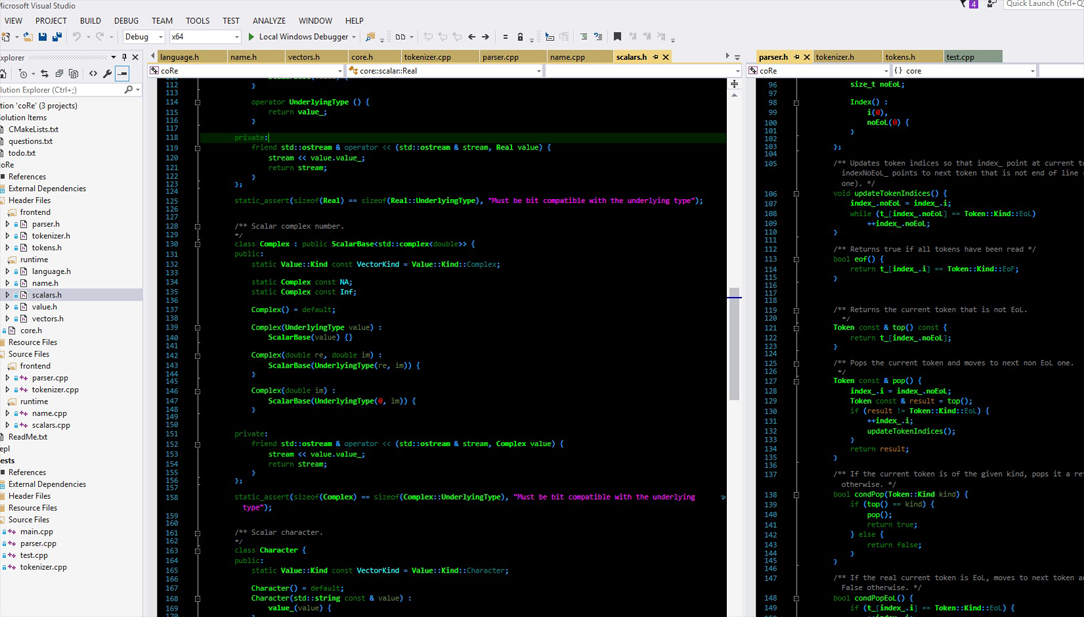 Microsoft Visual Studio
4
Quick Launch (Ctrl+Q
VIEW PROJECT BUILD DEBUG TEAM TOOLS TEST ANALYZE WINDOW HELP
Debug x64 Local Windows Debugger
Explorer
Solution Explorer (Ctrl+;)
tion 'coRe' (3 projects)
Solution Items
CMakeLists.txt
questions.txt
todo.txt
oRe
References
External Dependencies
Header Files
frontend
parser.h
tokenizer.h
tokens.h
runtime
language.h
name.h
scalars.h
value.h
vectors.h
core.h
Resource Files
Source Files
frontend
parser.cpp
tokenizer.cpp
runtime
name.cpp
scalars.cpp
ReadMe.txt
epl
ests
References
External Dependencies
Header Files
Resource Files
Source Files
main.cpp
parser.cpp
test.cpp
tokenizer.cpp
language.h name.h vectors.h core.h tokenizer.cpp parser.cpp name.cpp scalars.h
coRe core::scalar::Real
112 }
113
114 operator UnderlyingType () {
115 return value_;
116 }
117
118 private:
119 friend std::ostream & operator << (std::ostream & stream, Real value) {
120 stream << value.value_;
121 return stream;
122 }
123 };
124
125 static_assert(sizeof(Real) == sizeof(Real::UnderlyingType), "Must be bit compatible with the underlying type");
126
127
128 /** Scalar complex number.
129 */
130 class Complex : public ScalarBase<std::complex<double>> {
131 public:
132 static Value::Kind const VectorKind = Value::Kind::Complex;
133
134 static Complex const NA;
135 static Complex const Inf;
136
137 Complex() = default;
138
139 Complex(UnderlyingType value) :
140 ScalarBase(value) {}
141
142 Complex(double re, double im) :
143 ScalarBase(UnderlyingType(re, im)) {
144 }
145
146 Complex(double im) :
147 ScalarBase(UnderlyingType(0, im)) {
148 }
149
150
151 private:
152 friend std::ostream & operator << (std::ostream & stream, Complex value) {
153 stream << value.value_;
154 return stream;
155 }
156 };
157
158 static_assert(sizeof(Complex) == sizeof(Complex::UnderlyingType), "Must be bit compatible with the underlying
type");
159
160
161 /** Scalar character.
162 */
163 class Character {
164 public:
165 static Value::Kind const VectorKind = Value::Kind::Character;
166
167 Character() = default;
168 Character(std::string const & value) :
169 value_(value) {
170 }
parser.h tokenizer.h tokens.h test.cpp
coRe core
96 size_t noEoL;
97
98 Index() :
99 i(0),
100 noEoL(0) {
101 }
102
103 };
104
105 /** Updates token indices so that index_ point at current t
indexNoEoL_ points to next token that is not end of line (
one). */
106 void updateTokenIndices() {
107 index_.noEoL = index_.i;
108 while (t_[index_.noEoL] == Token::Kind::EoL)
109 ++index_.noEoL;
110 }
111
112 /** Returns true if all tokens have been read */
113 bool eof() {
114 return t_[index_.i] == Token::Kind::EoF;
115 }
116
117
118
119 /** Returns the current token that is not EoL.
120 */
121 Token const & top() const {
122 return t_[index_.noEoL];
123 }
124
125 /** Pops the current token and moves to next non EoL one.
126 */
127 Token const & pop() {
128 index_.i = index_.noEoL;
129 Token const & result = top();
130 if (result != Token::Kind::EoL) {
131 ++index_.i;
132 updateTokenIndices();
133 }
134 return result;
135 }
136
137 /** If the current token is of the given kind, pops it a re
otherwise. */
138 bool condPop(Token::Kind kind) {
139 if (top() == kind) {
140 pop();
141 return true;
142 } else {
143 return false;
144 }
145 }
146
147 /** If the real current token is EoL, moves to next token a
False otherwise. */
148 bool condPopEoL() {
149 if (t_[index_.i] == Token::Kind::EoL) {